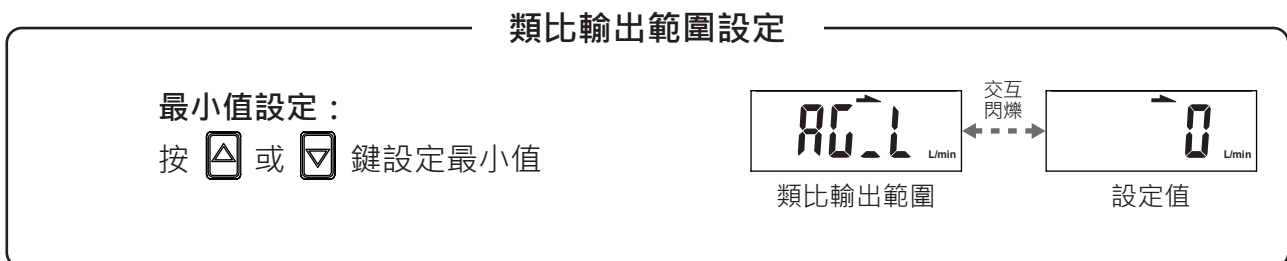 類比輸出範圍設定
最小值設定：
按 或 鍵設定最小值
交互
閃爍
AG_L L/min
0 L/min
類比輸出範圍
設定值